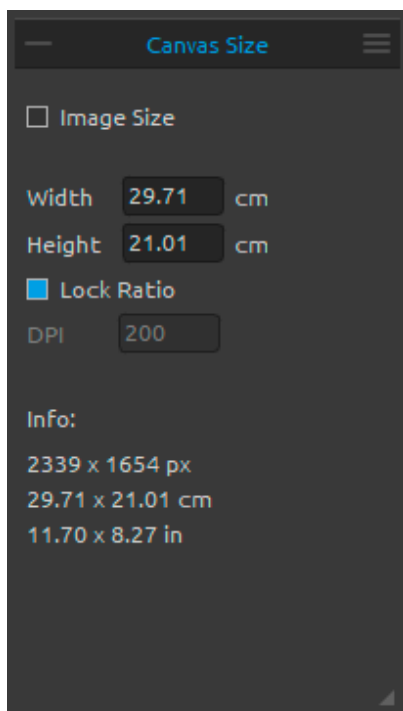 Canvas Size
Image Size
Width 29.71 cm
Height 21.01 cm
Lock Ratio
DPI 200
Info:
2339 x 1654 px
29.71 x 21.01 cm
11.70 x 8.27 in